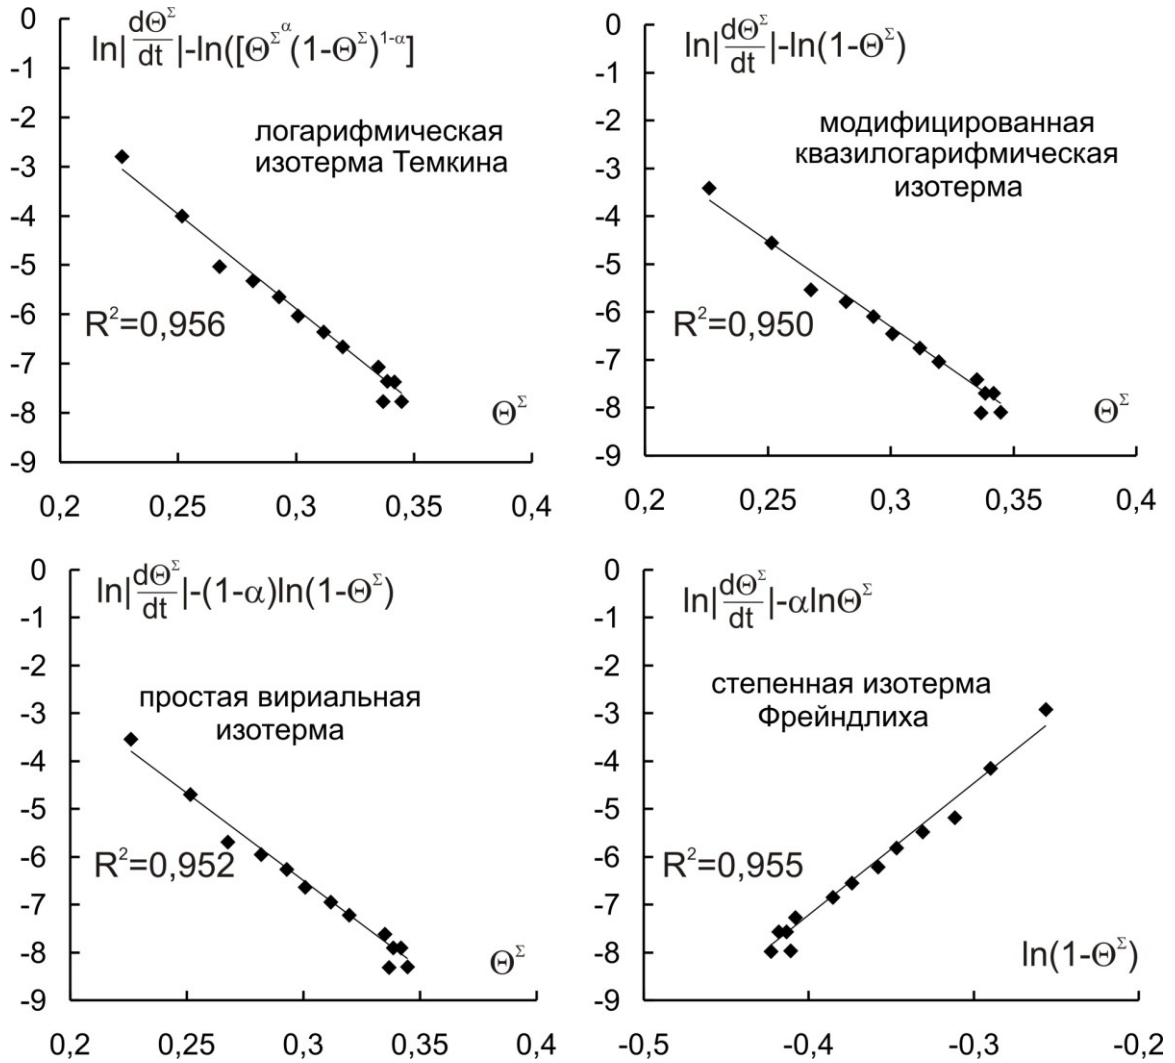 0
-1
-2
-3
-4
-5
-6
-7
-8
-9
ln|dΘ^Σ/dt|-ln([Θ^Σ^α(1-Θ^Σ)^1-α]
логарифмическая
изотерма Темкина
R²=0,956
Θ^Σ
0,2 0,25 0,3 0,35 0,4
0
-1
-2
-3
-4
-5
-6
-7
-8
-9
ln|dΘ^Σ/dt|-ln(1-Θ^Σ)
модифицированная
квазилогарифмическая
изотерма
R²=0,950
Θ^Σ
0,2 0,25 0,3 0,35 0,4
0
-1
-2
-3
-4
-5
-6
-7
-8
-9
ln|dΘ^Σ/dt|-(1-α)ln(1-Θ^Σ)
простая вириальная
изотерма
R²=0,952
Θ^Σ
0,2 0,25 0,3 0,35 0,4
0
-1
-2
-3
-4
-5
-6
-7
-8
-9
ln|dΘ^Σ/dt|-αlnΘ^Σ
степенная изотерма
Фрейндлиха
R²=0,955
ln(1-Θ^Σ)
-0,5 -0,4 -0,3 -0,2